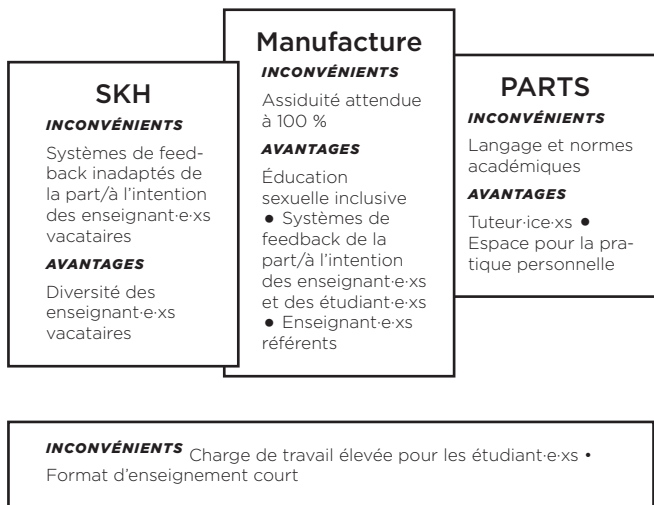 SKH
INCONVÉNIENTS
Systèmes de feed-
back inadaptés de
la part/à l'intention
des enseignant·e·xs
vacataires
AVANTAGES
Diversité des
enseignant·e·xs
vacataires
Manufacture
INCONVÉNIENTS
Assiduité attendue
à 100 %
AVANTAGES
Éducation
sexuelle inclusive
● Systèmes de
feedback de la
part/à l'intention
des enseignant·e·xs
et des étudiant·e·xs
● Enseignant·e·xs
référents
PARTS
INCONVÉNIENTS
Langage et normes
académiques
AVANTAGES
Tuteur·ice·xs ●
Espace pour la pra-
tique personnelle
INCONVÉNIENTS Charge de travail élevée pour les étudiant·e·xs •
Format d'enseignement court